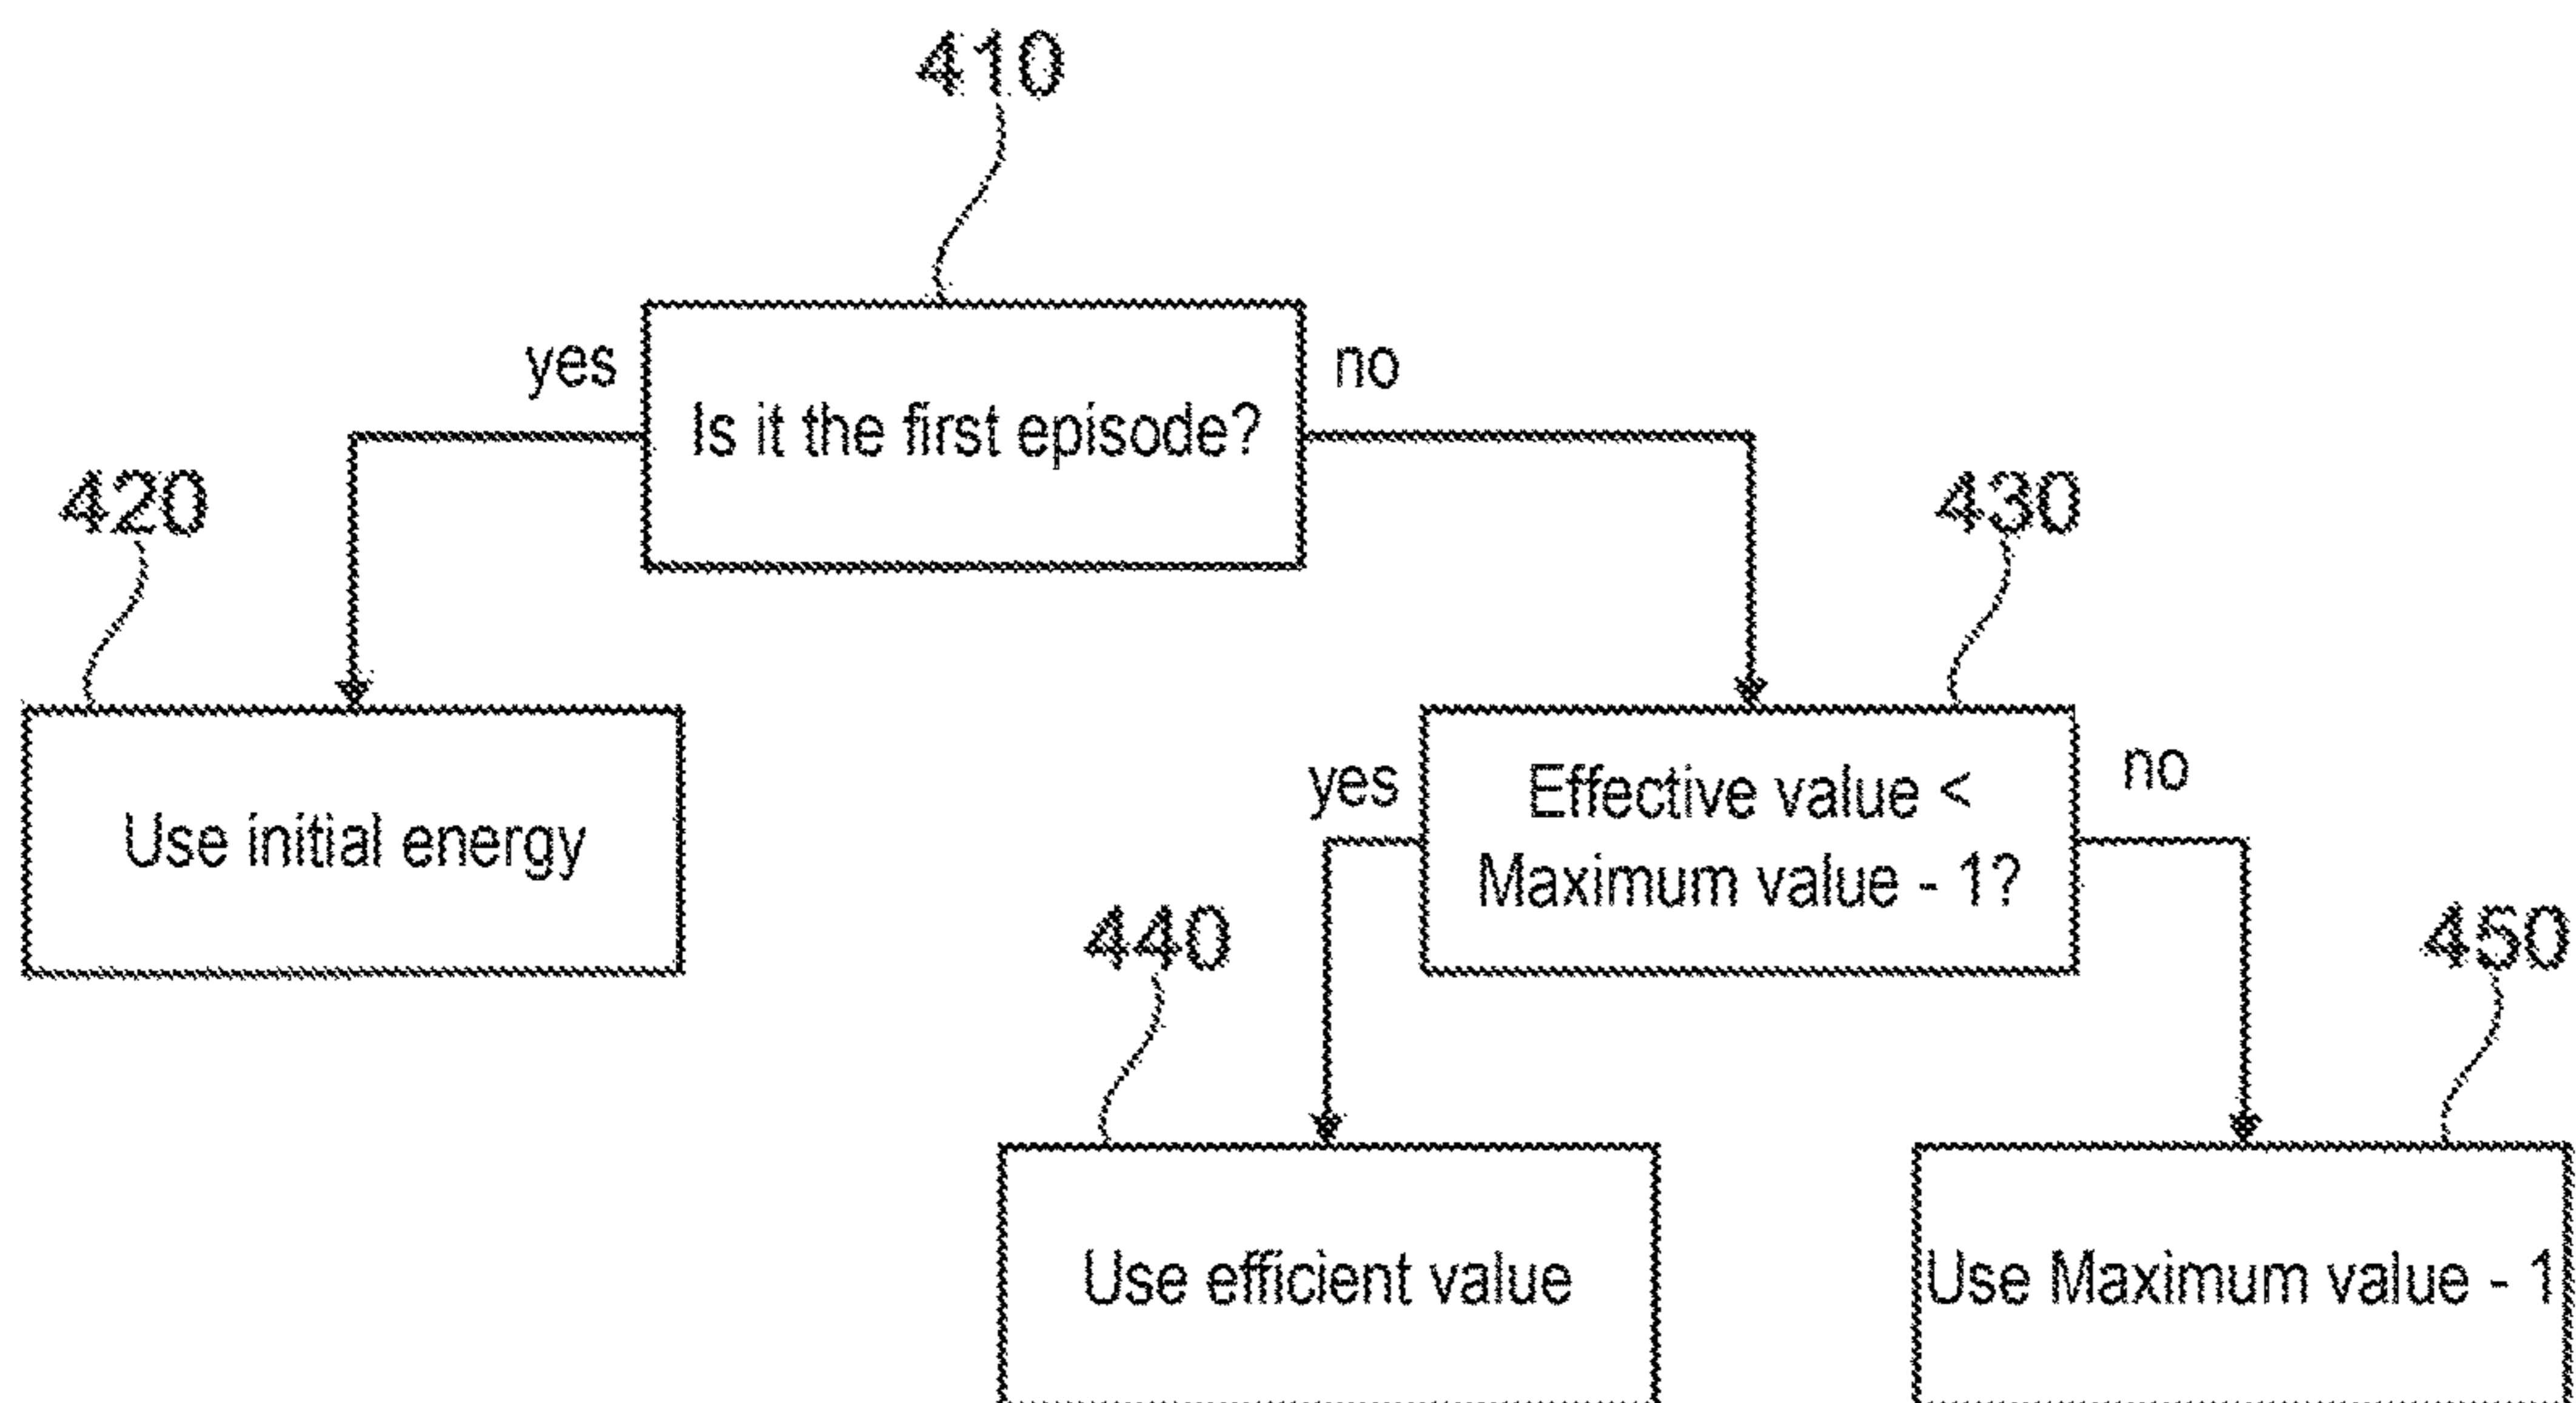 410
yes
no
Is it the first episode?
420
430
Use initial energy
yes
Effective value <
Maximum value - 1?
no
440
450
Use efficient value
Use Maximum value - 1